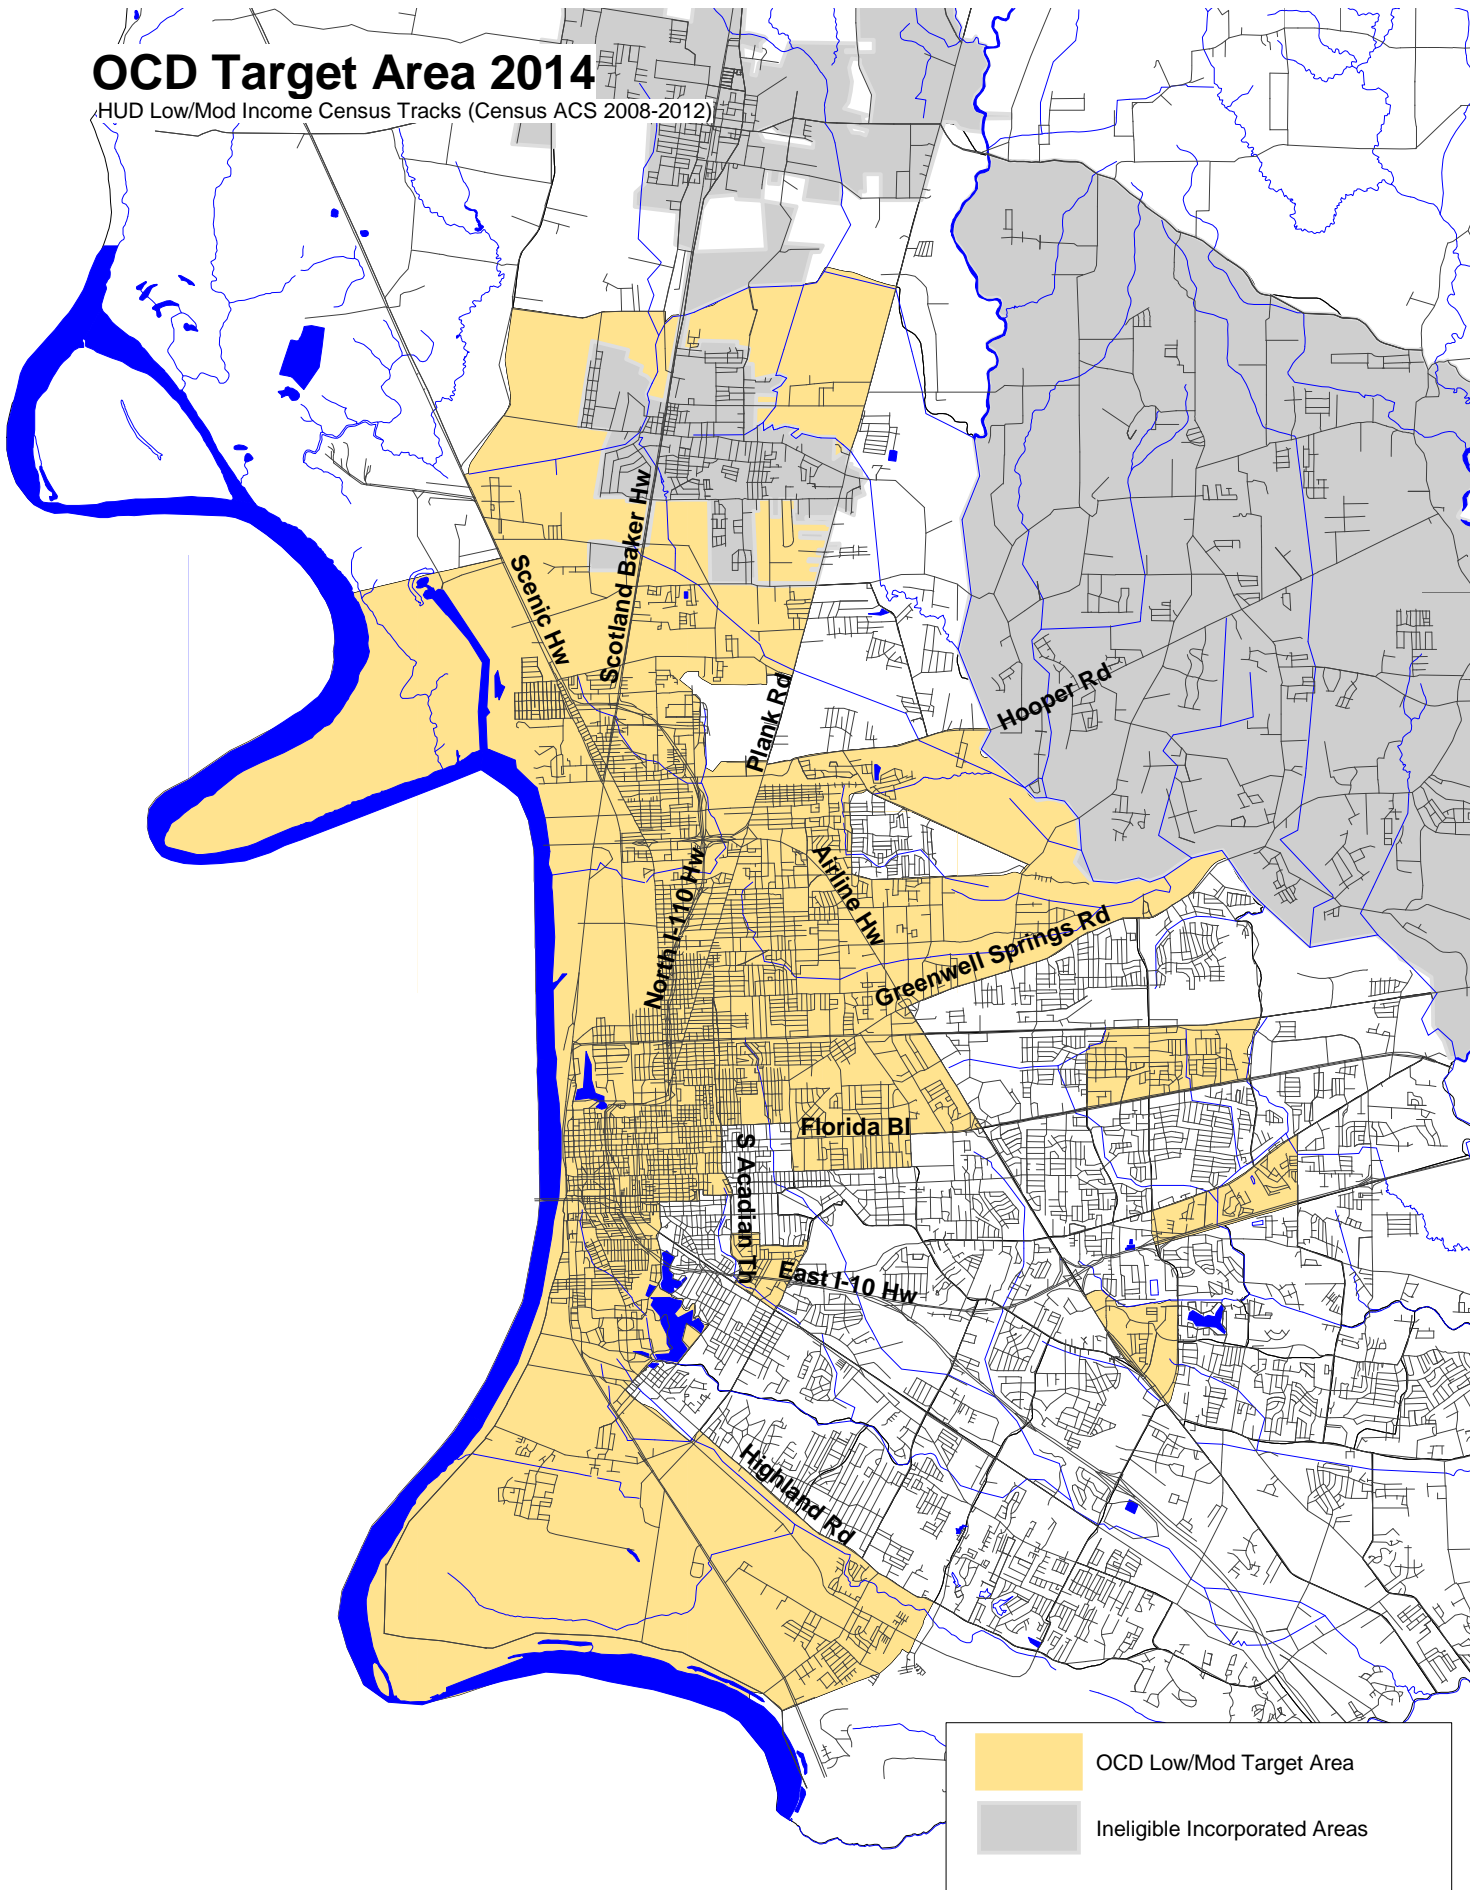 OCD Target Area 2014
HUD Low/Mod Income Census Tracks (Census ACS 2008-2012)
Scotland Baker Hw
Scenic Hw
Hooper Rd
Plank Rd
Airline Hw
North I-110 Hw
Greenwell Springs Rd
Florida Bl
S Acadian Th
East I-10 Hw
Highland Rd
OCD Low/Mod Target Area
Ineligible Incorporated Areas